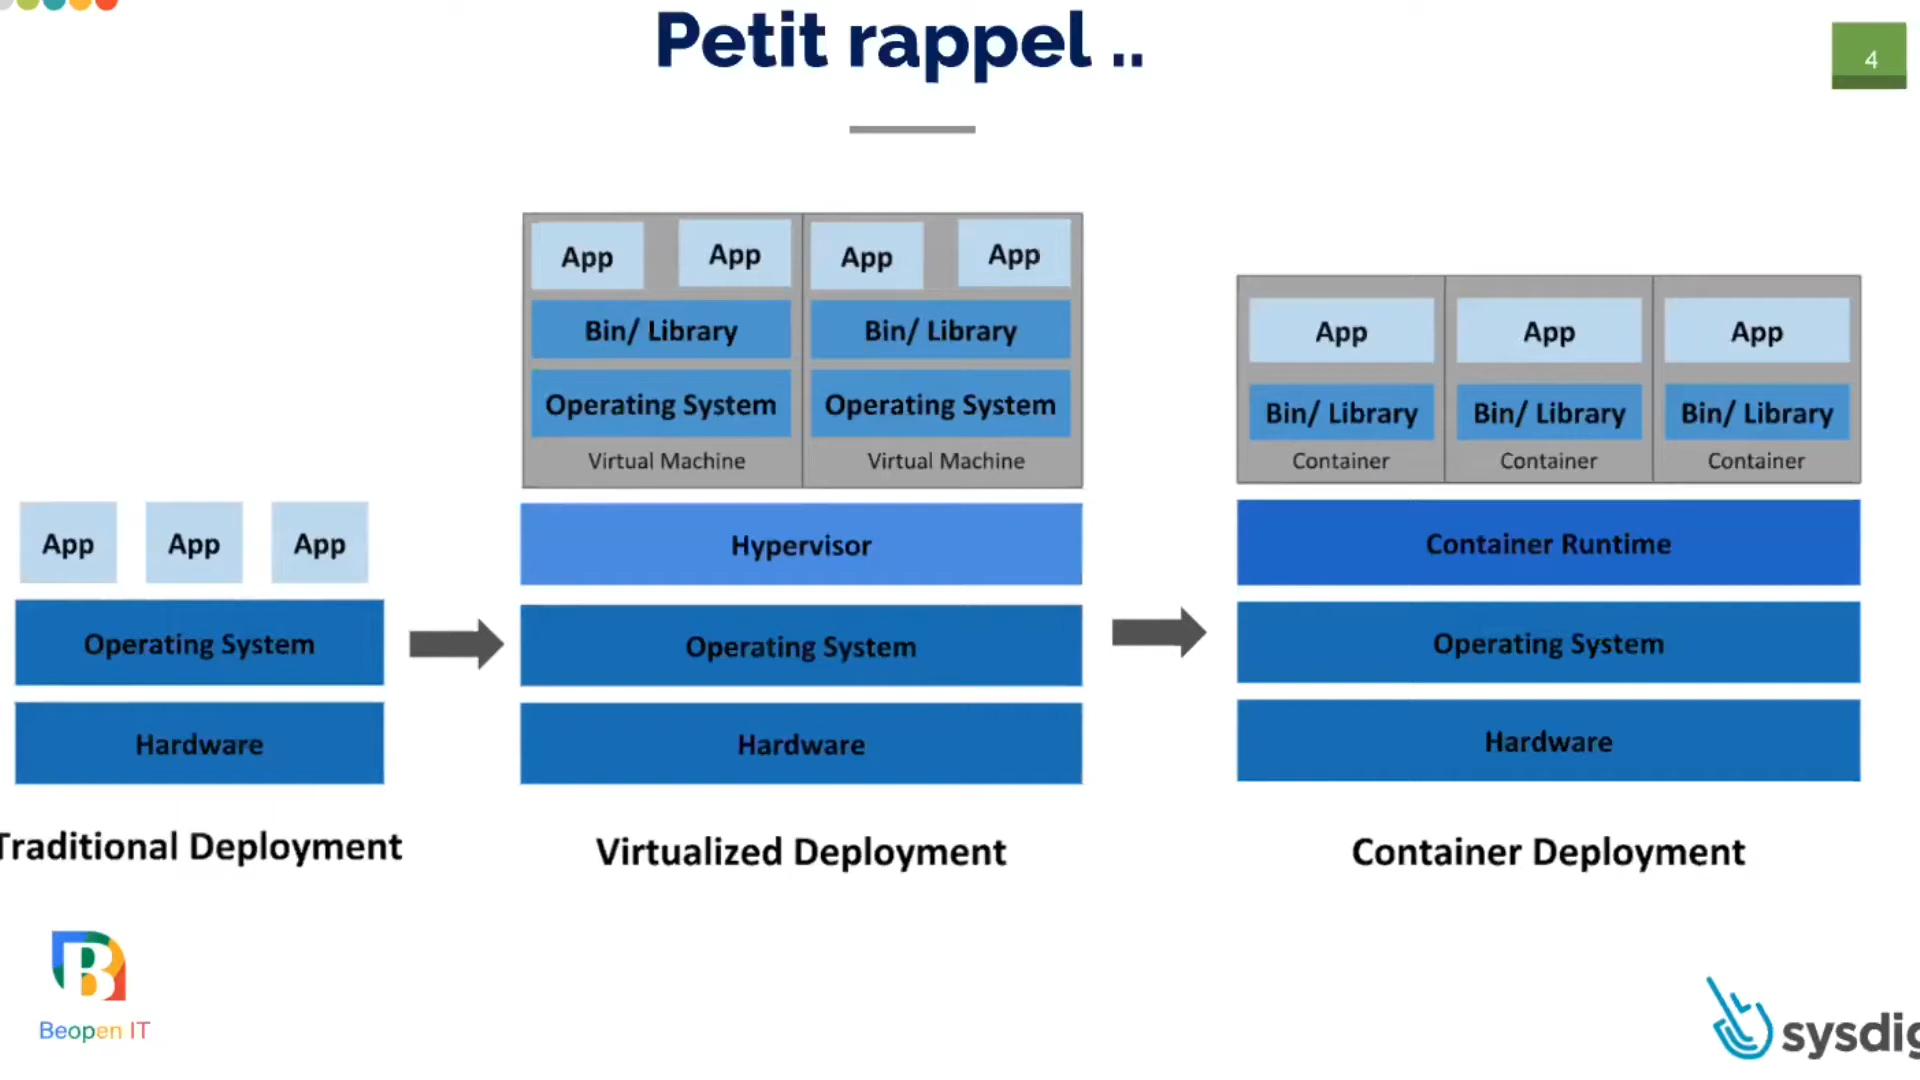 Petit rappel ..
4
App
App
App
Operating System
Hardware
Traditional Deployment
App
App
App
App
Bin/ Library
Bin/ Library
Operating System
Operating System
Virtual Machine
Virtual Machine
Hypervisor
Operating System
Hardware
Virtualized Deployment
App
App
App
Bin/ Library
Bin/ Library
Bin/ Library
Container
Container
Container
Container Runtime
Operating System
Hardware
Container Deployment
B
Beopen IT
sysdig